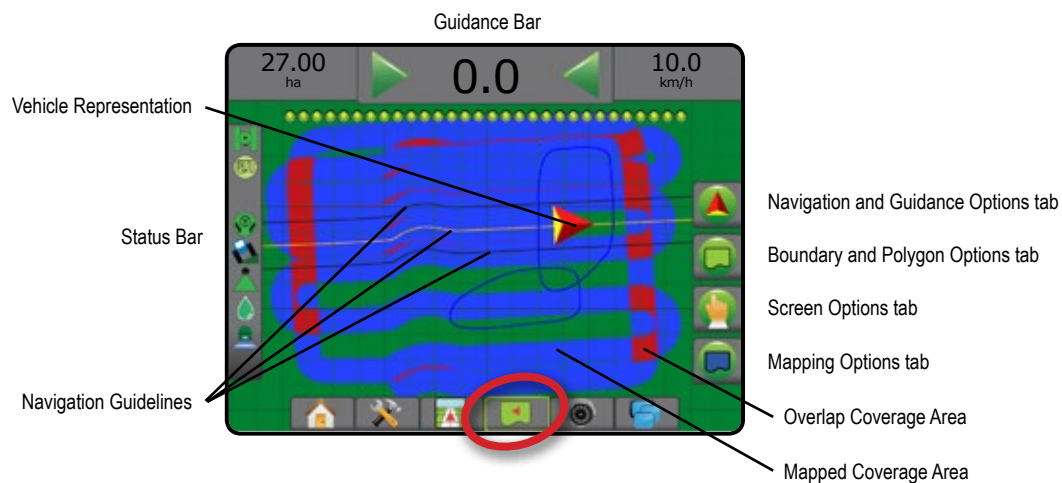 Guidance Bar
27.00
ha
0.0
10.0
km/h
Vehicle Representation
Status Bar
Navigation Guidelines
Navigation and Guidance Options tab
Boundary and Polygon Options tab
Screen Options tab
Mapping Options tab
Overlap Coverage Area
Mapped Coverage Area